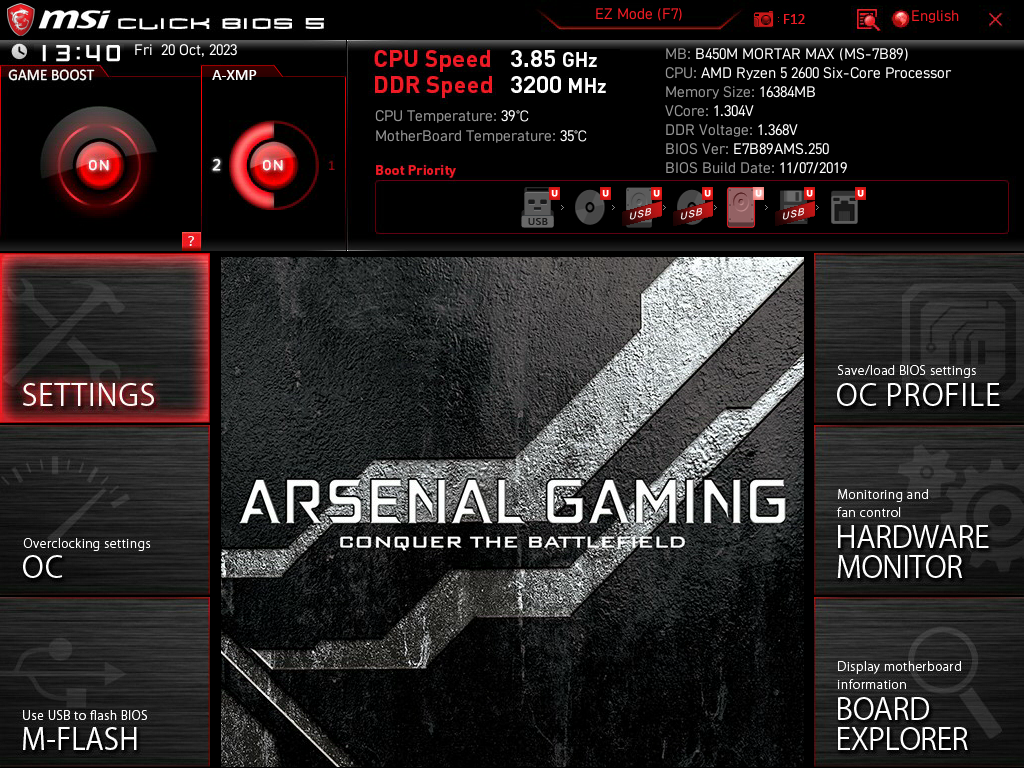 msi CLICK BIOS 5
EZ Mode (F7)
: F12
English
13:40 Fri 20 Oct, 2023
GAME BOOST
ON
?
A-XMP
2 ON 1
CPU Speed 3.85 GHz
DDR Speed 3200 MHz
CPU Temperature: 39°C
MotherBoard Temperature: 35°C
MB: B450M MORTAR MAX (MS-7B89)
CPU: AMD Ryzen 5 2600 Six-Core Processor
Memory Size: 16384MB
VCore: 1.304V
DDR Voltage: 1.368V
BIOS Ver: E7B89AMS.250
BIOS Build Date: 11/07/2019
Boot Priority
U U U U U U U
USB USB USB USB
SETTINGS
Overclocking settings
OC
Use USB to flash BIOS
M-FLASH
ARSENAL GAMING
CONQUER THE BATTLEFIELD
Save/load BIOS settings
OC PROFILE
Monitoring and
fan control
HARDWARE
MONITOR
Display motherboard
information
BOARD
EXPLORER